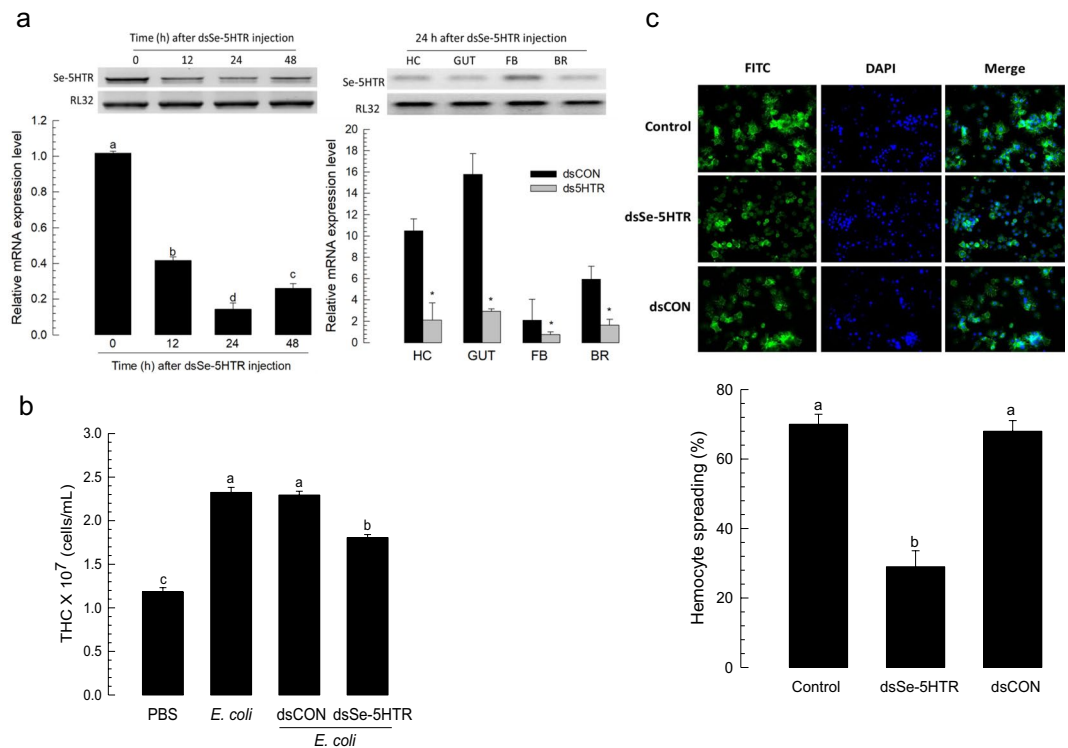 a
Time (h) after dsSe-5HTR injection
0 12 24 48
Se-5HTR
RL32
1.2
1.0
0.8
0.6
0.4
0.2
0.0
Relative mRNA expression level
a
b
d
c
0 12 24 48
Time (h) after dsSe-5HTR injection
24 h after dsSe-5HTR injection
HC GUT FB BR
Se-5HTR
RL32
20
18
16
14
12
10
8
6
4
2
0
Relative mRNA expression level
dsCON
ds5HTR
*
*
*
*
HC GUT FB BR
b
3.0
2.5
2.0
1.5
1.0
0.5
0.0
THC X 10⁷ (cells/mL)
c
a
a
b
PBS E. coli dsCON dsSe-5HTR
E. coli
c
FITC DAPI Merge
Control
dsSe-5HTR
dsCON
80
60
40
20
0
Hemocyte spreading (%)
a
b
a
Control dsSe-5HTR dsCON